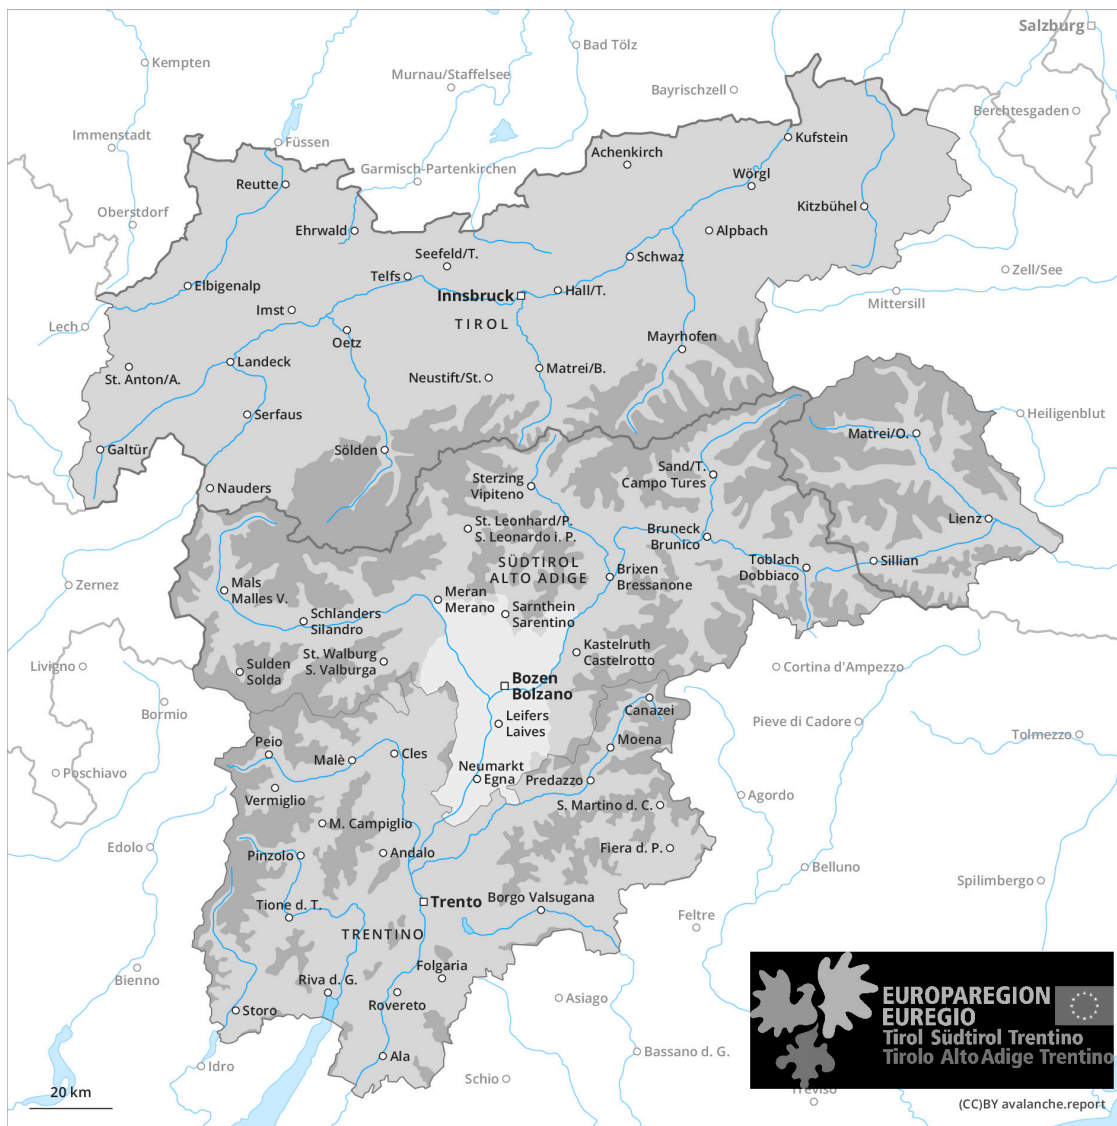 Salzburg
Bad Tölz
Kempten
Murnau/Staffelsee
Bayrischzell
Berchtesgaden
Immenstadt
Füssen
Kufstein
Achenkirch
Garmisch-Partenkirchen
Wörgl
Reutte
Kitzbühel
Oberstdorf
Ehrwald
Alpbach
Seefeld/T.
Schwaz
Zell/See
Telfs
Elbigenalp
Hall/T.
Innsbruck
Mittersill
Imst
TIROL
Lech
Oetz
Mayrhofen
Landeck
Matrei/B.
St. Anton/A.
Neustift/St.
Serfaus
Heiligenblut
Matrei/O.
Galtür
Sölden
Sand/T.
Campo Tures
Sterzing
Vipiteno
Nauders
Lienz
St. Leonhard/P.
S. Leonardo i. P.
Bruneck
Brunico
SÜDTIROL
ALTO ADIGE
Toblach
Dobbiaco
Sillian
Brixen
Bressanone
Zernez
Mals
Malles V.
Meran
Merano
Sarnthein
Sarentino
Schlanders
Silandro
Kastelruth
Castelrotto
St. Walburg
S. Valburga
Livigno
Sulden
Solda
Cortina d'Ampezzo
Bozen
Bolzano
Canazei
Bormio
Leifers
Laives
Pieve di Cadore
Tolmezzo
Moena
Peio
Cles
Malè
Poschiavo
Neumarkt
Egna
Predazzo
Vermiglio
Agordo
S. Martino d. C.
M. Campiglio
Edolo
Pinzolo
Andalo
Fiera d. P.
Belluno
Spilimbergo
Trento
Borgo Valsugana
Tione d. T.
Feltre
TRENTINO
Bienno
Folgaria
Riva d. G.
Rovereto
Asiago
Storo
EUROPAREGION
EUREGIO
Tirol Südtirol Trentino
Tirolo Alto Adige Trentino
Ala
Bassano d. G.
Idro
Schio
Treviso
20 km
(CC)BY avalanche.report